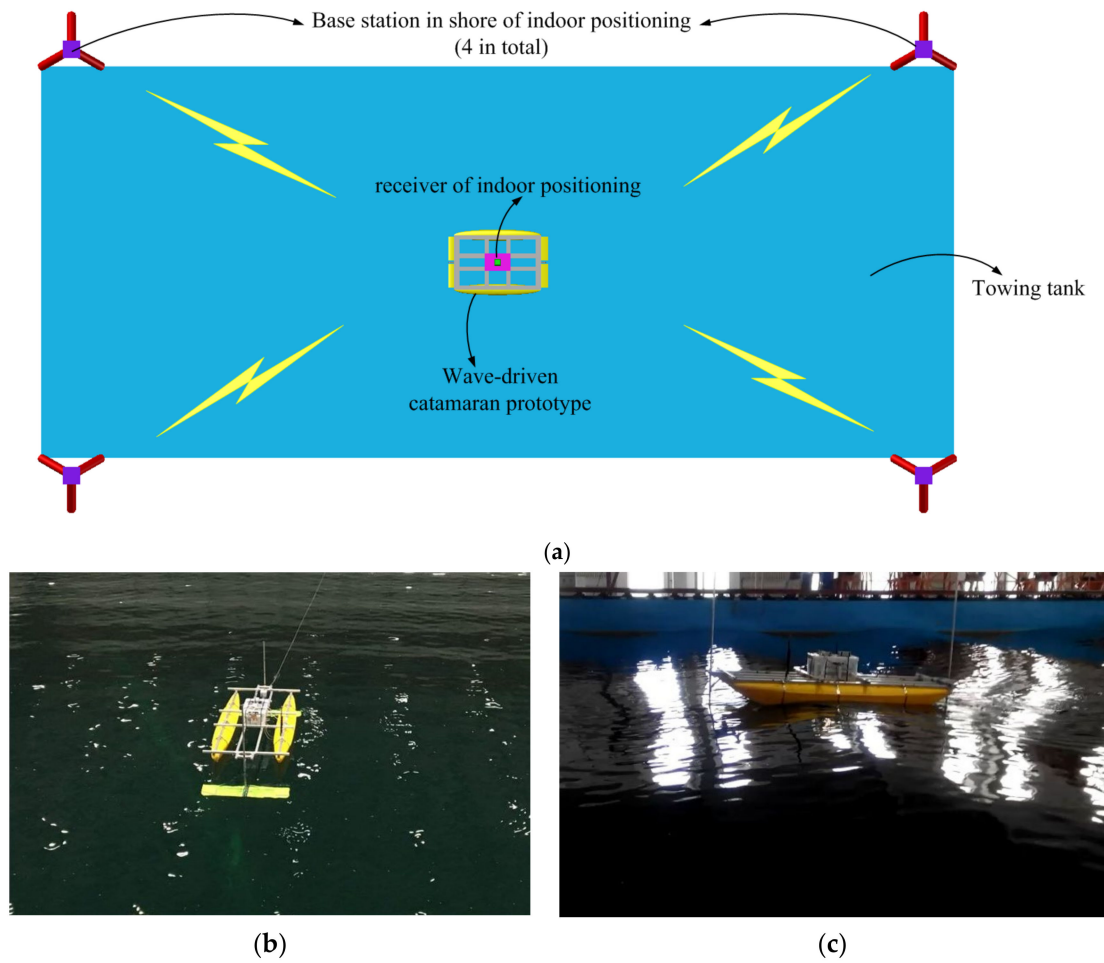 Base station in shore of indoor positioning
(4 in total)
receiver of indoor positioning
Towing tank
Wave-driven
catamaran prototype
(a)
(b)
(c)